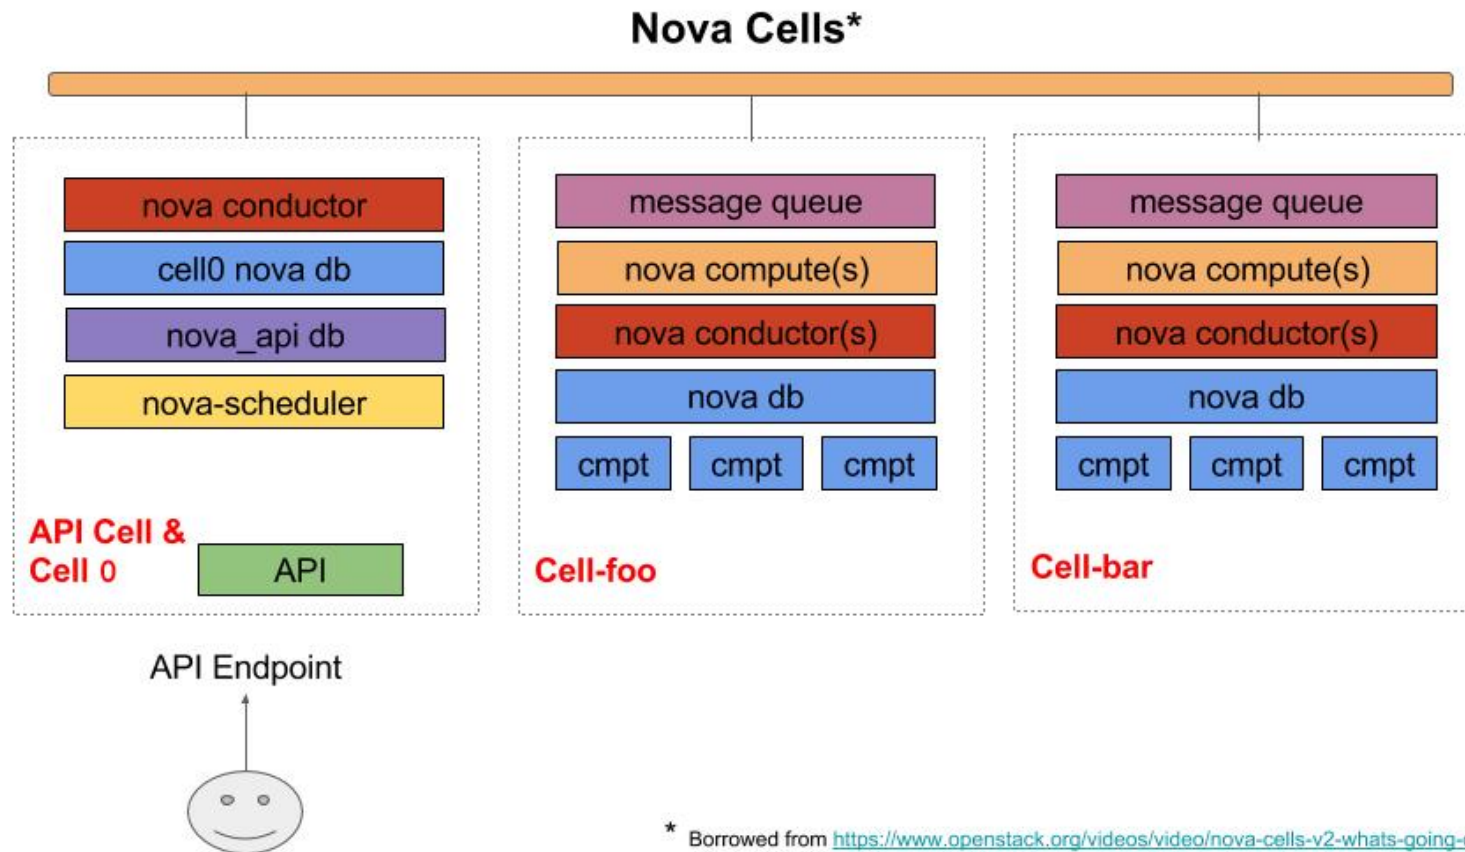 Nova Cells*
nova conductor
cell0 nova db
nova_api db
nova-scheduler
API Cell &
Cell 0
API
message queue
nova compute(s)
nova conductor(s)
nova db
cmpt cmpt cmpt
Cell-foo
message queue
nova compute(s)
nova conductor(s)
nova db
cmpt cmpt cmpt
Cell-bar
API Endpoint
* Borrowed from https://www.openstack.org/videos/video/nova-cells-v2-whats-going-